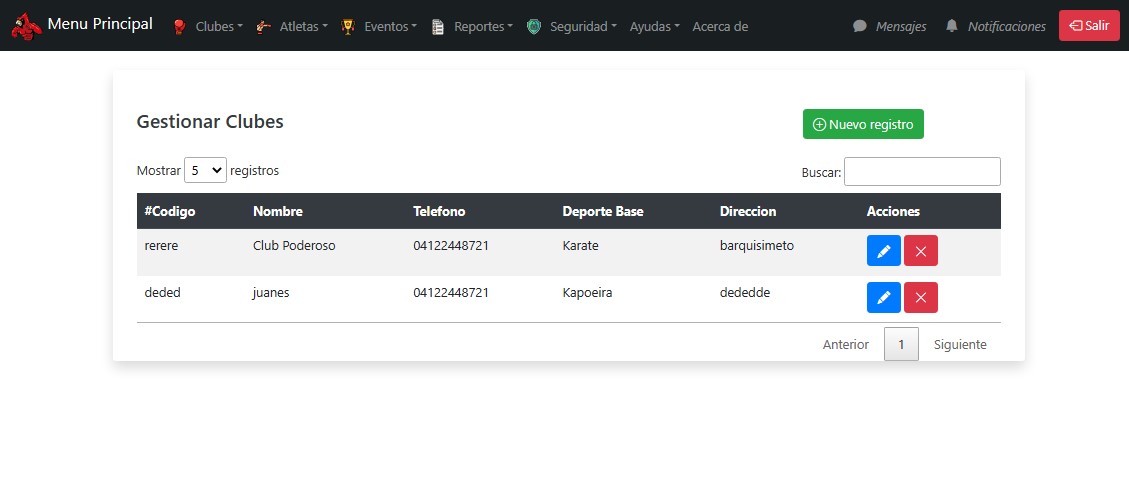 Menu Principal Clubes Atletas Eventos Reportes Seguridad Ayudas Acerca de Mensajes Notificaciones Salir
Gestionar Clubes Nuevo registro
Mostrar 5 registros Buscar:
#Codigo Nombre Telefono Deporte Base Direccion Acciones
rerere Club Poderoso 04122448721 Karate barquisimeto
deded juanes 04122448721 Kapoeira dededde
Anterior 1 Siguiente